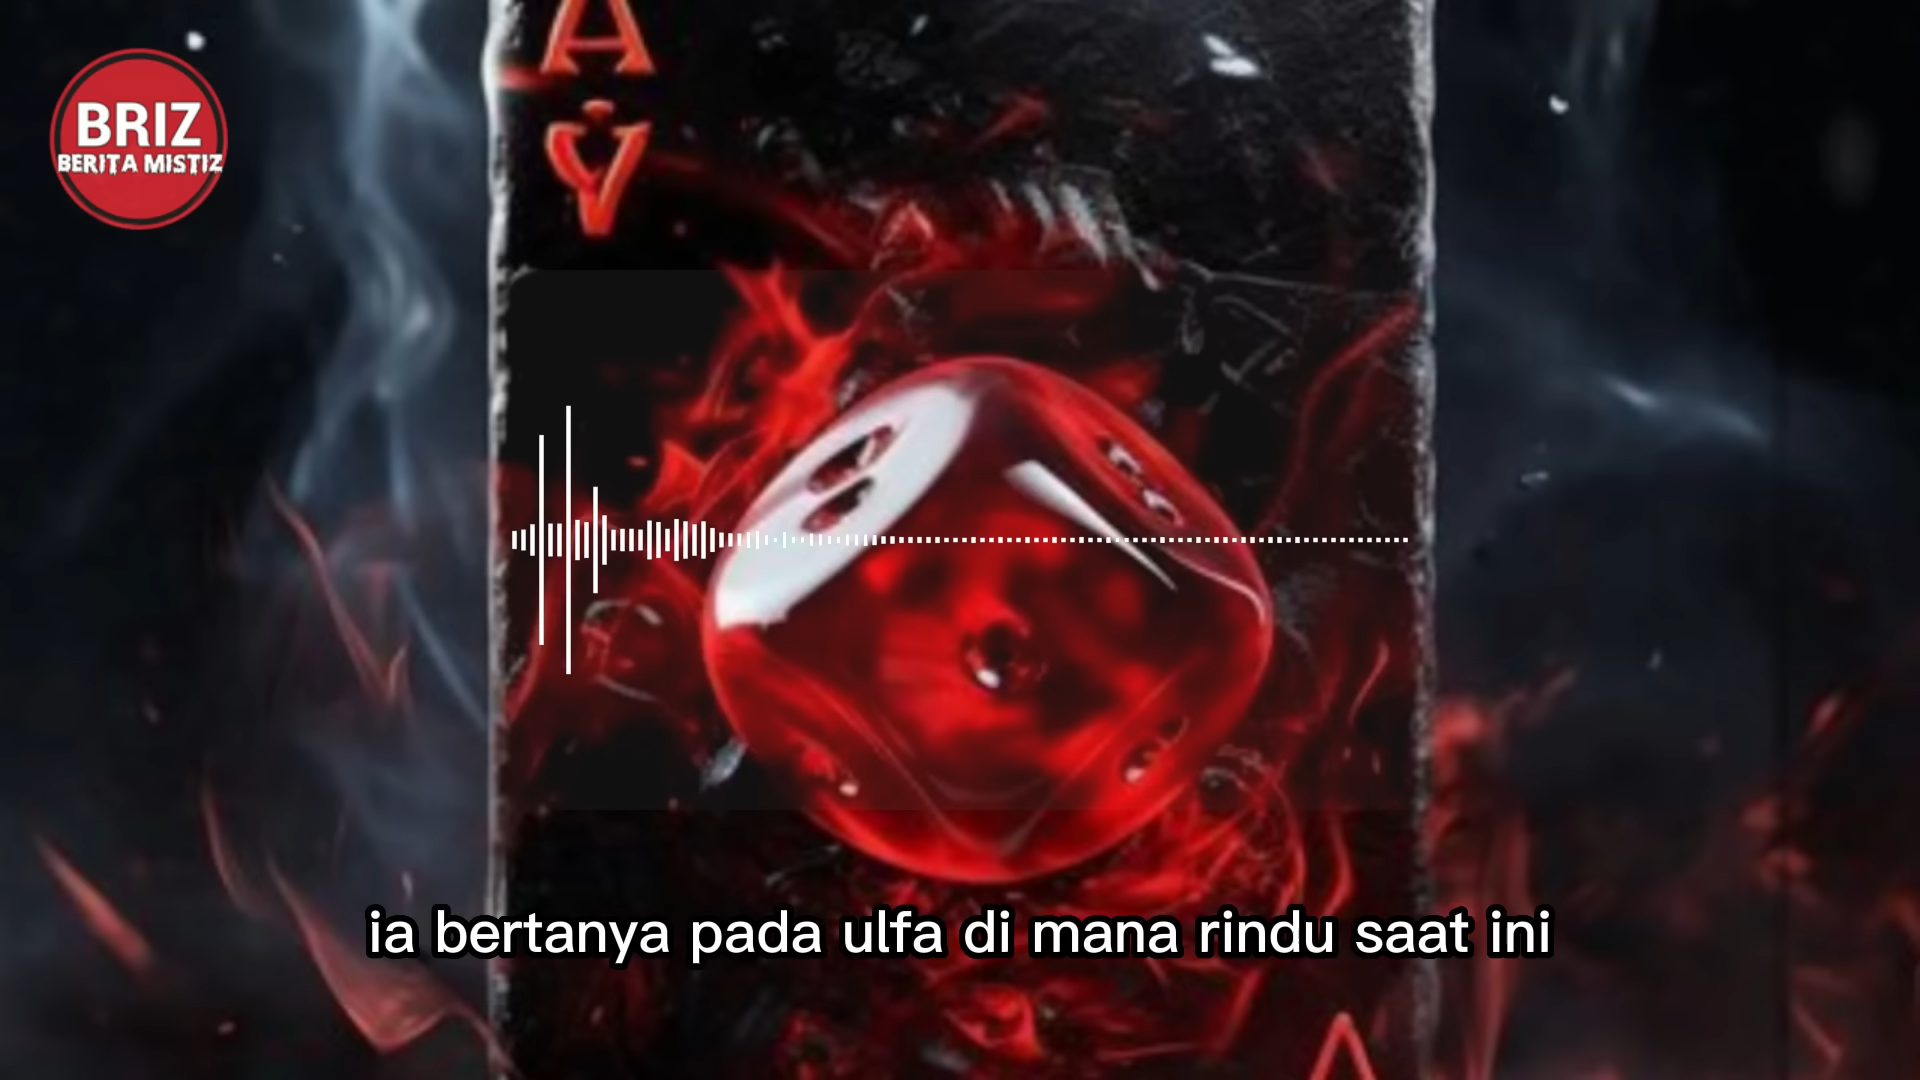 A
BRIZ
BERITA MISTIZ
ia bertanya pada ulfa di mana rindu saat ini